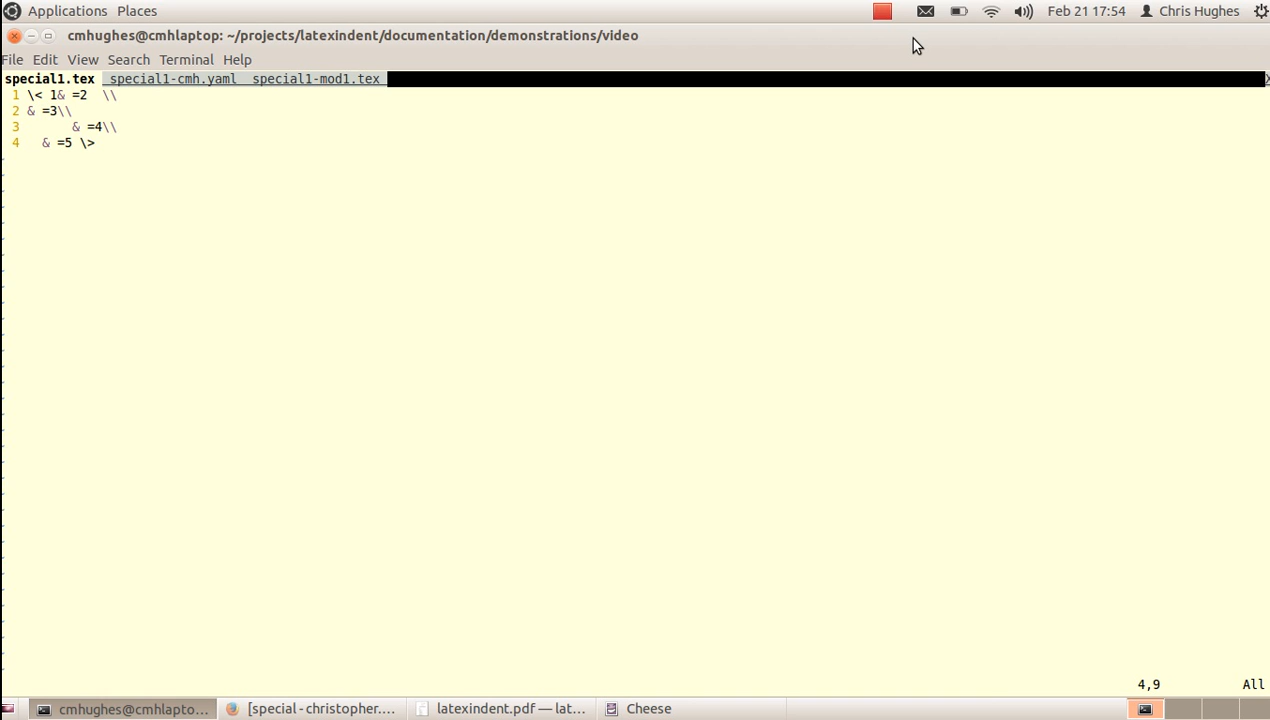 Applications Places Feb 21 17:54 Chris Hughes
cmhughes@cmhlaptop: ~/projects/latexindent/documentation/demonstrations/video
File Edit View Search Terminal Help
special1.tex special1-cmh.yaml special1-mod1.tex X
1 \< 1& =2 \\
2 & =3\\
3 & =4\\
4 & =5 \>
4,9 All
cmhughes@cmhlapto... [special - christopher.... latexindent.pdf — lat... Cheese